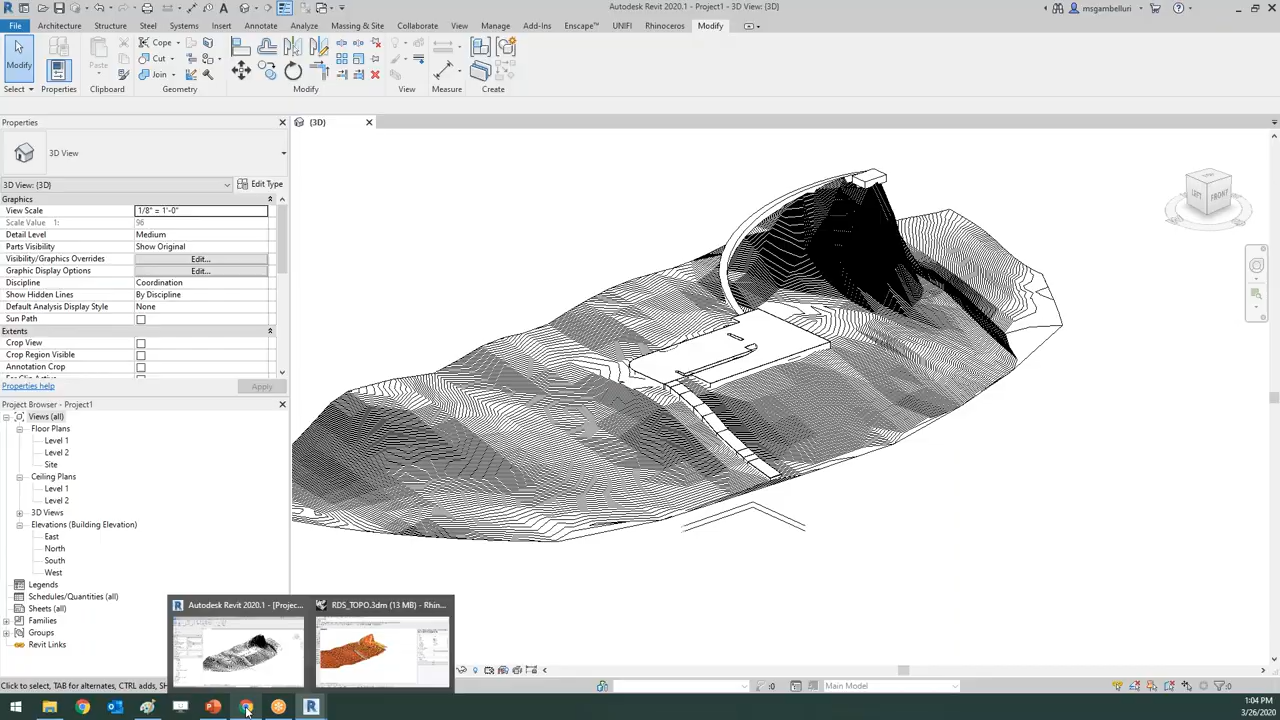 Autodesk Revit 2020.1 - Project1 - 3D View: {3D}
msgambelluri
File Architecture Structure Steel Systems Insert Annotate Analyze Massing & Site Collaborate View Manage Add-Ins Enscape™ UNIFI Rhinoceros Modify
Modify
Paste
Cope
Cut
Join
Select Properties Clipboard Geometry Modify View Measure Create
Properties
{3D}
3D View
3D View: {3D}
Edit Type
Graphics
View Scale 1/8" = 1'-0"
Scale Value 1: 96
Detail Level Medium
Parts Visibility Show Original
Visibility/Graphics Overrides Edit...
Graphic Display Options Edit...
Discipline Coordination
Show Hidden Lines By Discipline
Default Analysis Display Style None
Sun Path
Extents
Crop View
Crop Region Visible
Annotation Crop
Properties help
Apply
Project Browser - Project1
Views (all)
Floor Plans
Level 1
Level 2
Site
Ceiling Plans
Level 1
Level 2
3D Views
Elevations (Building Elevation)
East
North
South
West
Legends
Schedules/Quantities (all)
Sheets (all)
Families
Groups
Revit Links
LEFT
FRONT
Autodesk Revit 2020.1 - [Projec...
RDS_TOPO.3dm (13 MB) - Rhin...
Click to select, TAB for alternates, CTRL adds, SH
:0
Main Model
:0
1:04 PM
3/26/2020